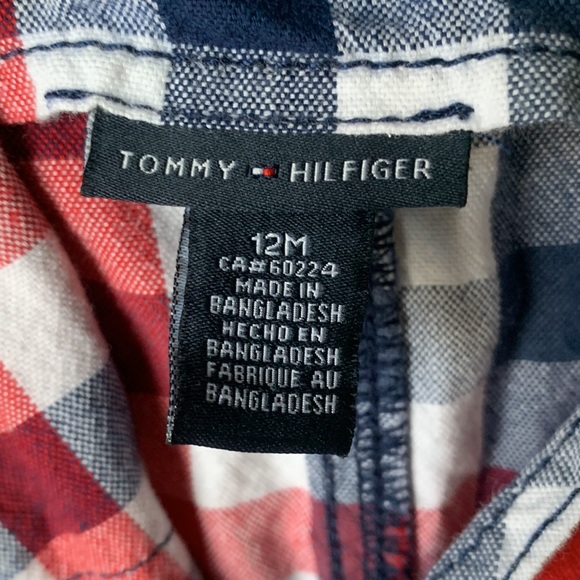 TOMMY HILFIGER
12M
CA#60224
MADE IN
BANGLADESH
HECHO EN
BANGLADESH
FABRIQUE AU
BANGLADESH